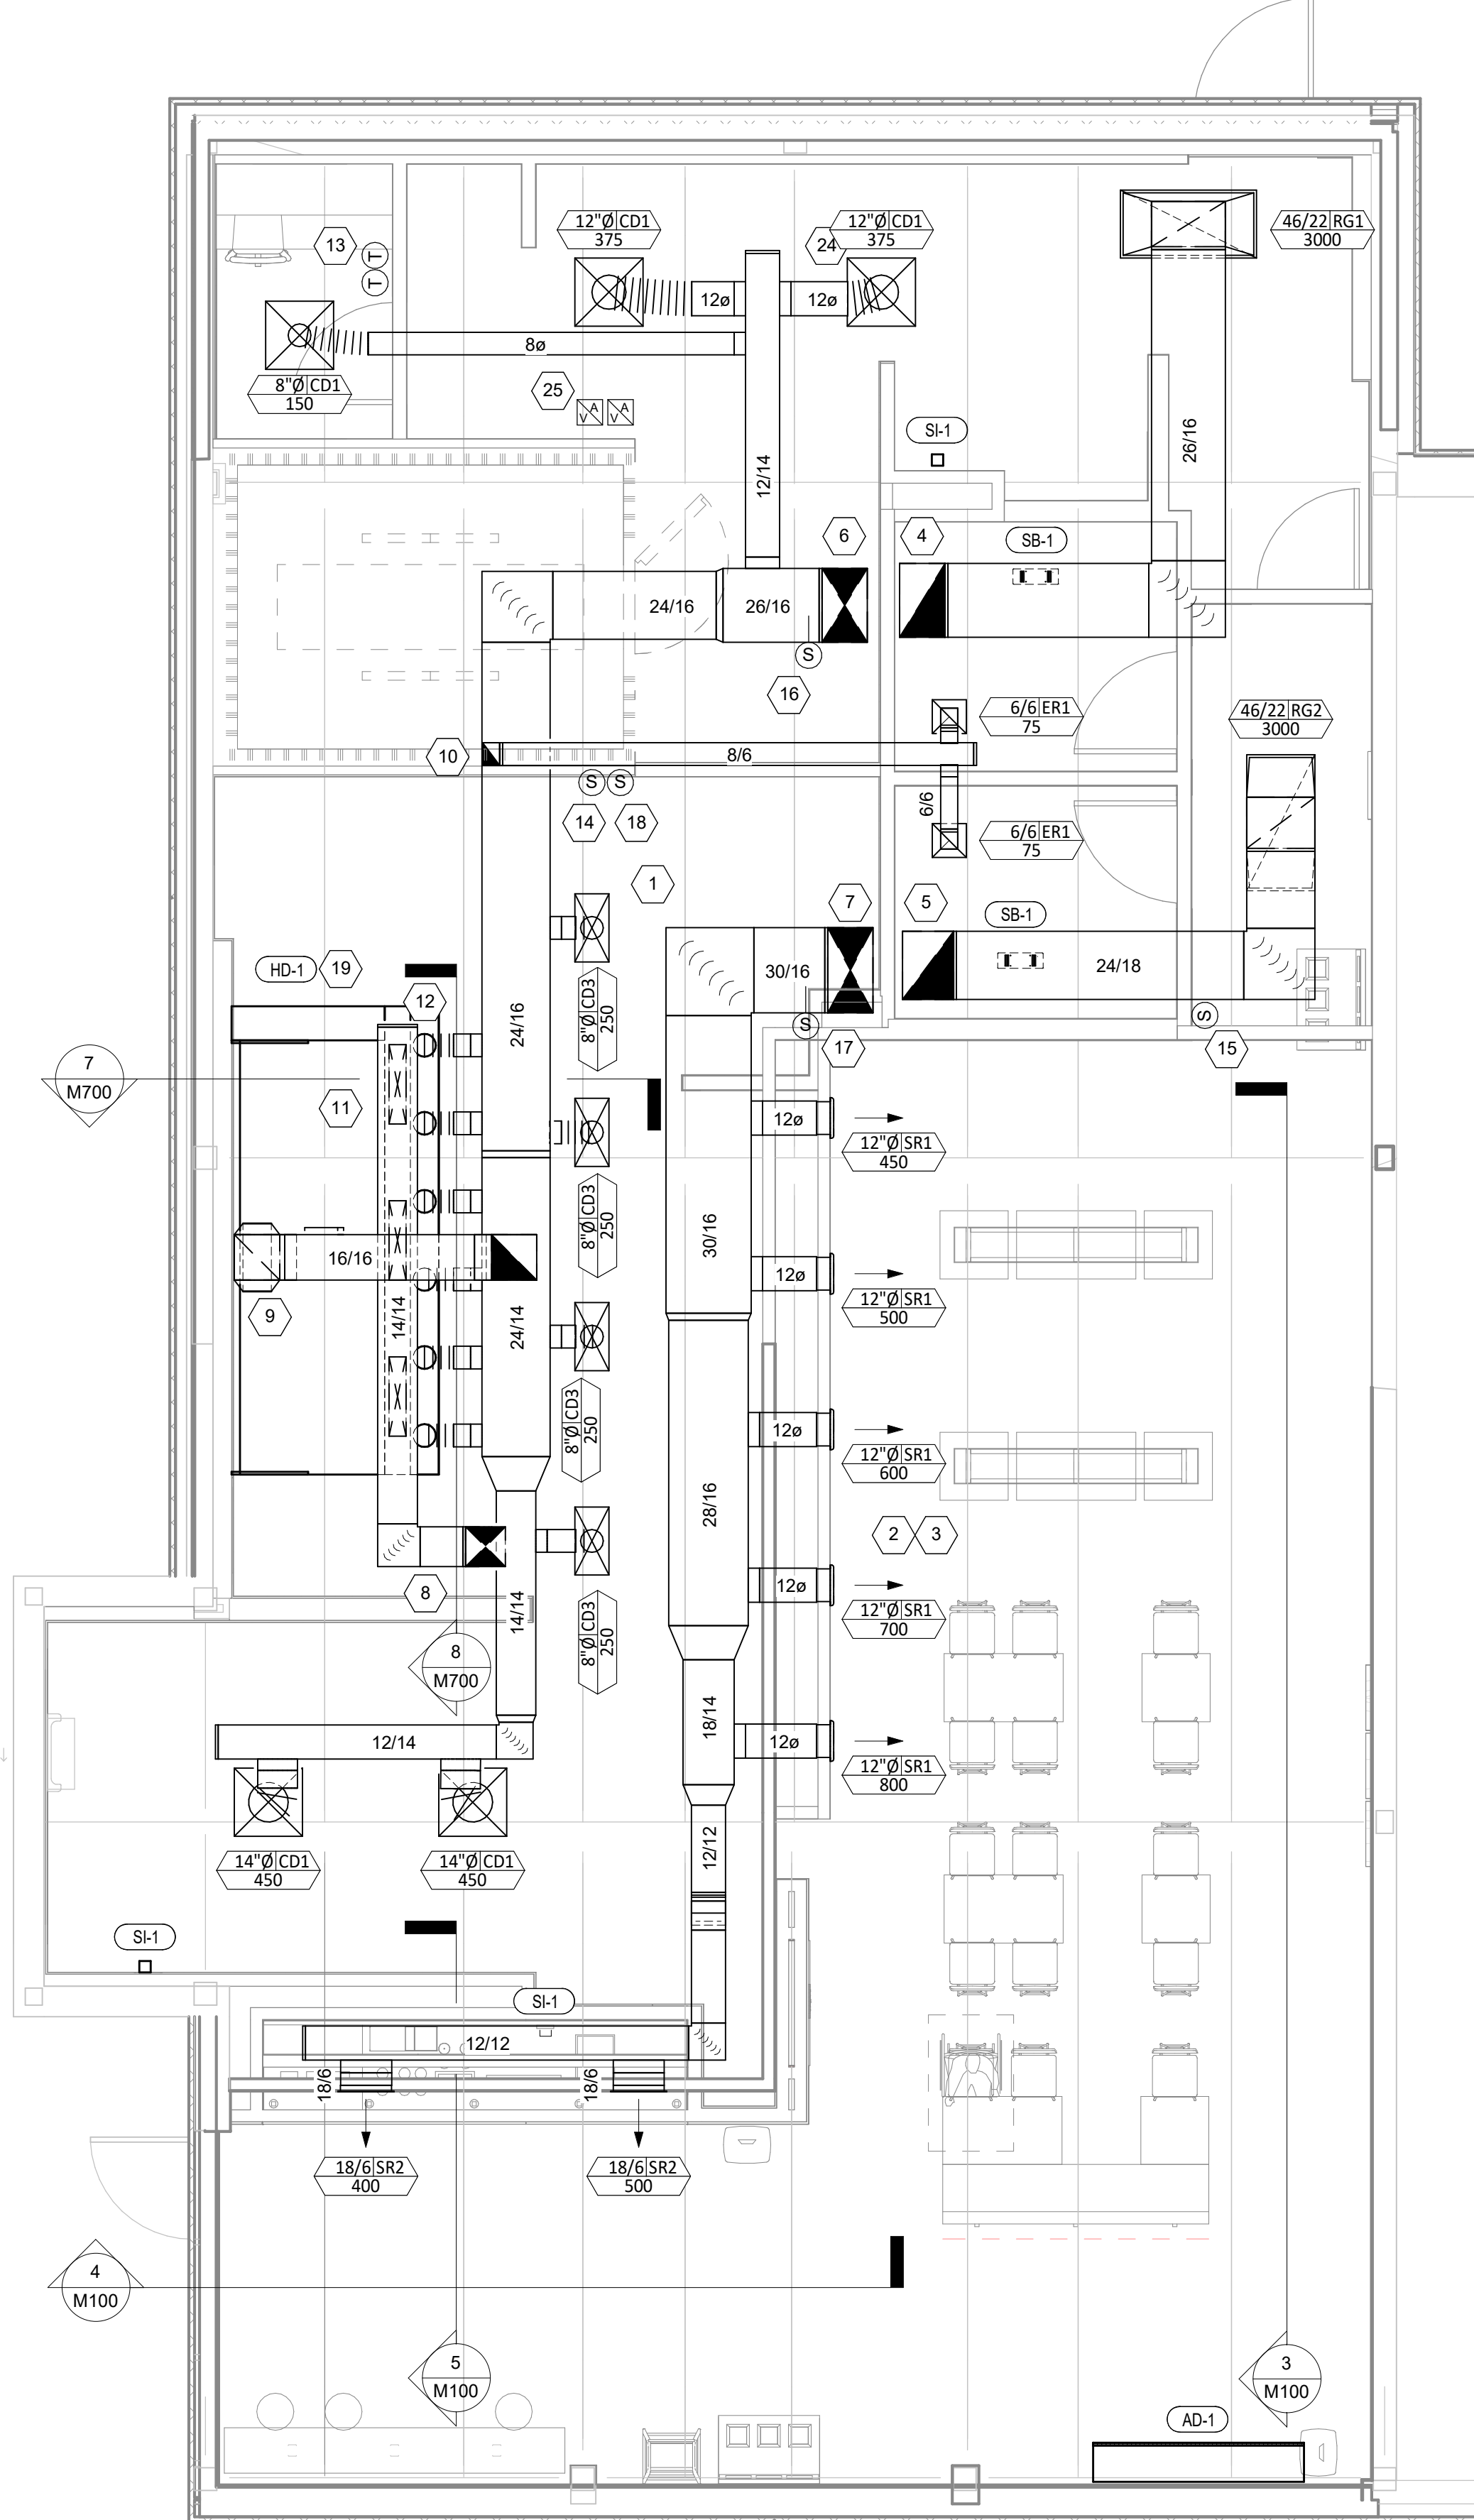 12"Ø CD1
375
12"Ø CD1
375
24
46/22 RG1
3000
13
T
T
12ø
12ø
8ø
8"Ø CD1
150
25
A
V
A
V
SI-1
26/16
12/14
6
4
SB-1
24/16
26/16
S
16
6/6 ER1
75
46/22 RG2
3000
10
8/6
S
S
14
18
6/6
6/6 ER1
75
1
7
5
SB-1
HD-1
19
12
24/16
8"Ø CD3
250
30/16
24/18
S
17
S
15
7
M700
11
12ø
12"Ø SR1
450
8"Ø CD3
250
30/16
16/16
9
14/14
24/14
12ø
12"Ø SR1
500
8"Ø CD3
250
12ø
12"Ø SR1
600
28/16
2
3
8
14/14
12ø
12"Ø SR1
700
8"Ø CD3
250
8
M700
18/14
12/14
12ø
12"Ø SR1
800
12/12
14"Ø CD1
450
14"Ø CD1
450
SI-1
SI-1
12/12
18/6
18/6
18/6 SR2
400
18/6 SR2
500
4
M100
5
M100
3
M100
AD-1